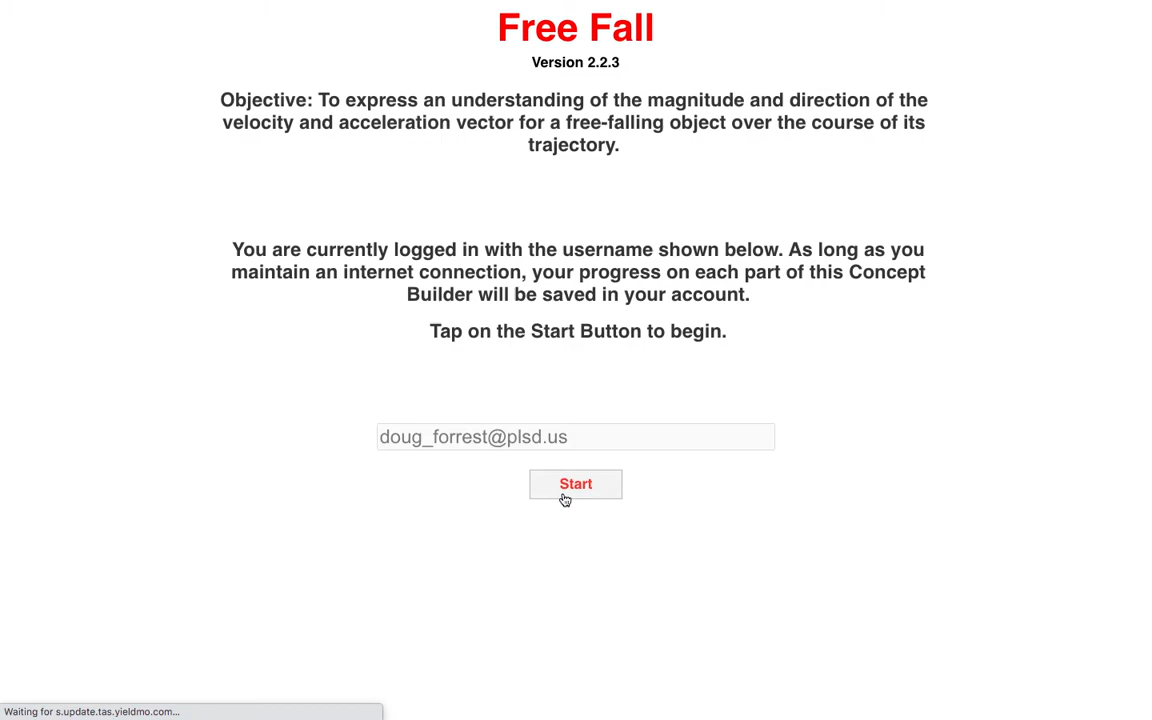 Free Fall
Version 2.2.3
Objective: To express an understanding of the magnitude and direction of the
velocity and acceleration vector for a free-falling object over the course of its
trajectory.
You are currently logged in with the username shown below. As long as you
maintain an internet connection, your progress on each part of this Concept
Builder will be saved in your account.
Tap on the Start Button to begin.
doug_forrest@plsd.us
Start
Waiting for s.update.tas.yieldmo.com...